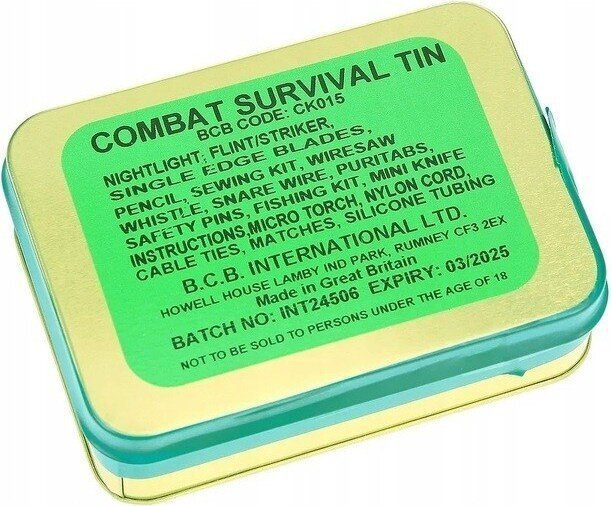 COMBAT SURVIVAL TIN
BCB CODE: CK015
NIGHTLIGHT, FLINT/STRIKER,
SINGLE EDGE BLADES,
PENCIL, SEWING KIT, WIRESAW
WHISTLE, SNARE WIRE, PURITABS,
SAFETY PINS, FISHING KIT, MINI KNIFE
INSTRUCTIONS,MICRO TORCH, NYLON CORD,
CABLE TIES, MATCHES, SILICONE TUBING
B.C.B. INTERNATIONAL LTD.
HOWELL HOUSE LAMBY IND PARK, RUMNEY CF3 2EX
Made in Great Britain
BATCH NO: INT24506 EXPIRY: 03/2025
NOT TO BE SOLD TO PERSONS UNDER THE AGE OF 18